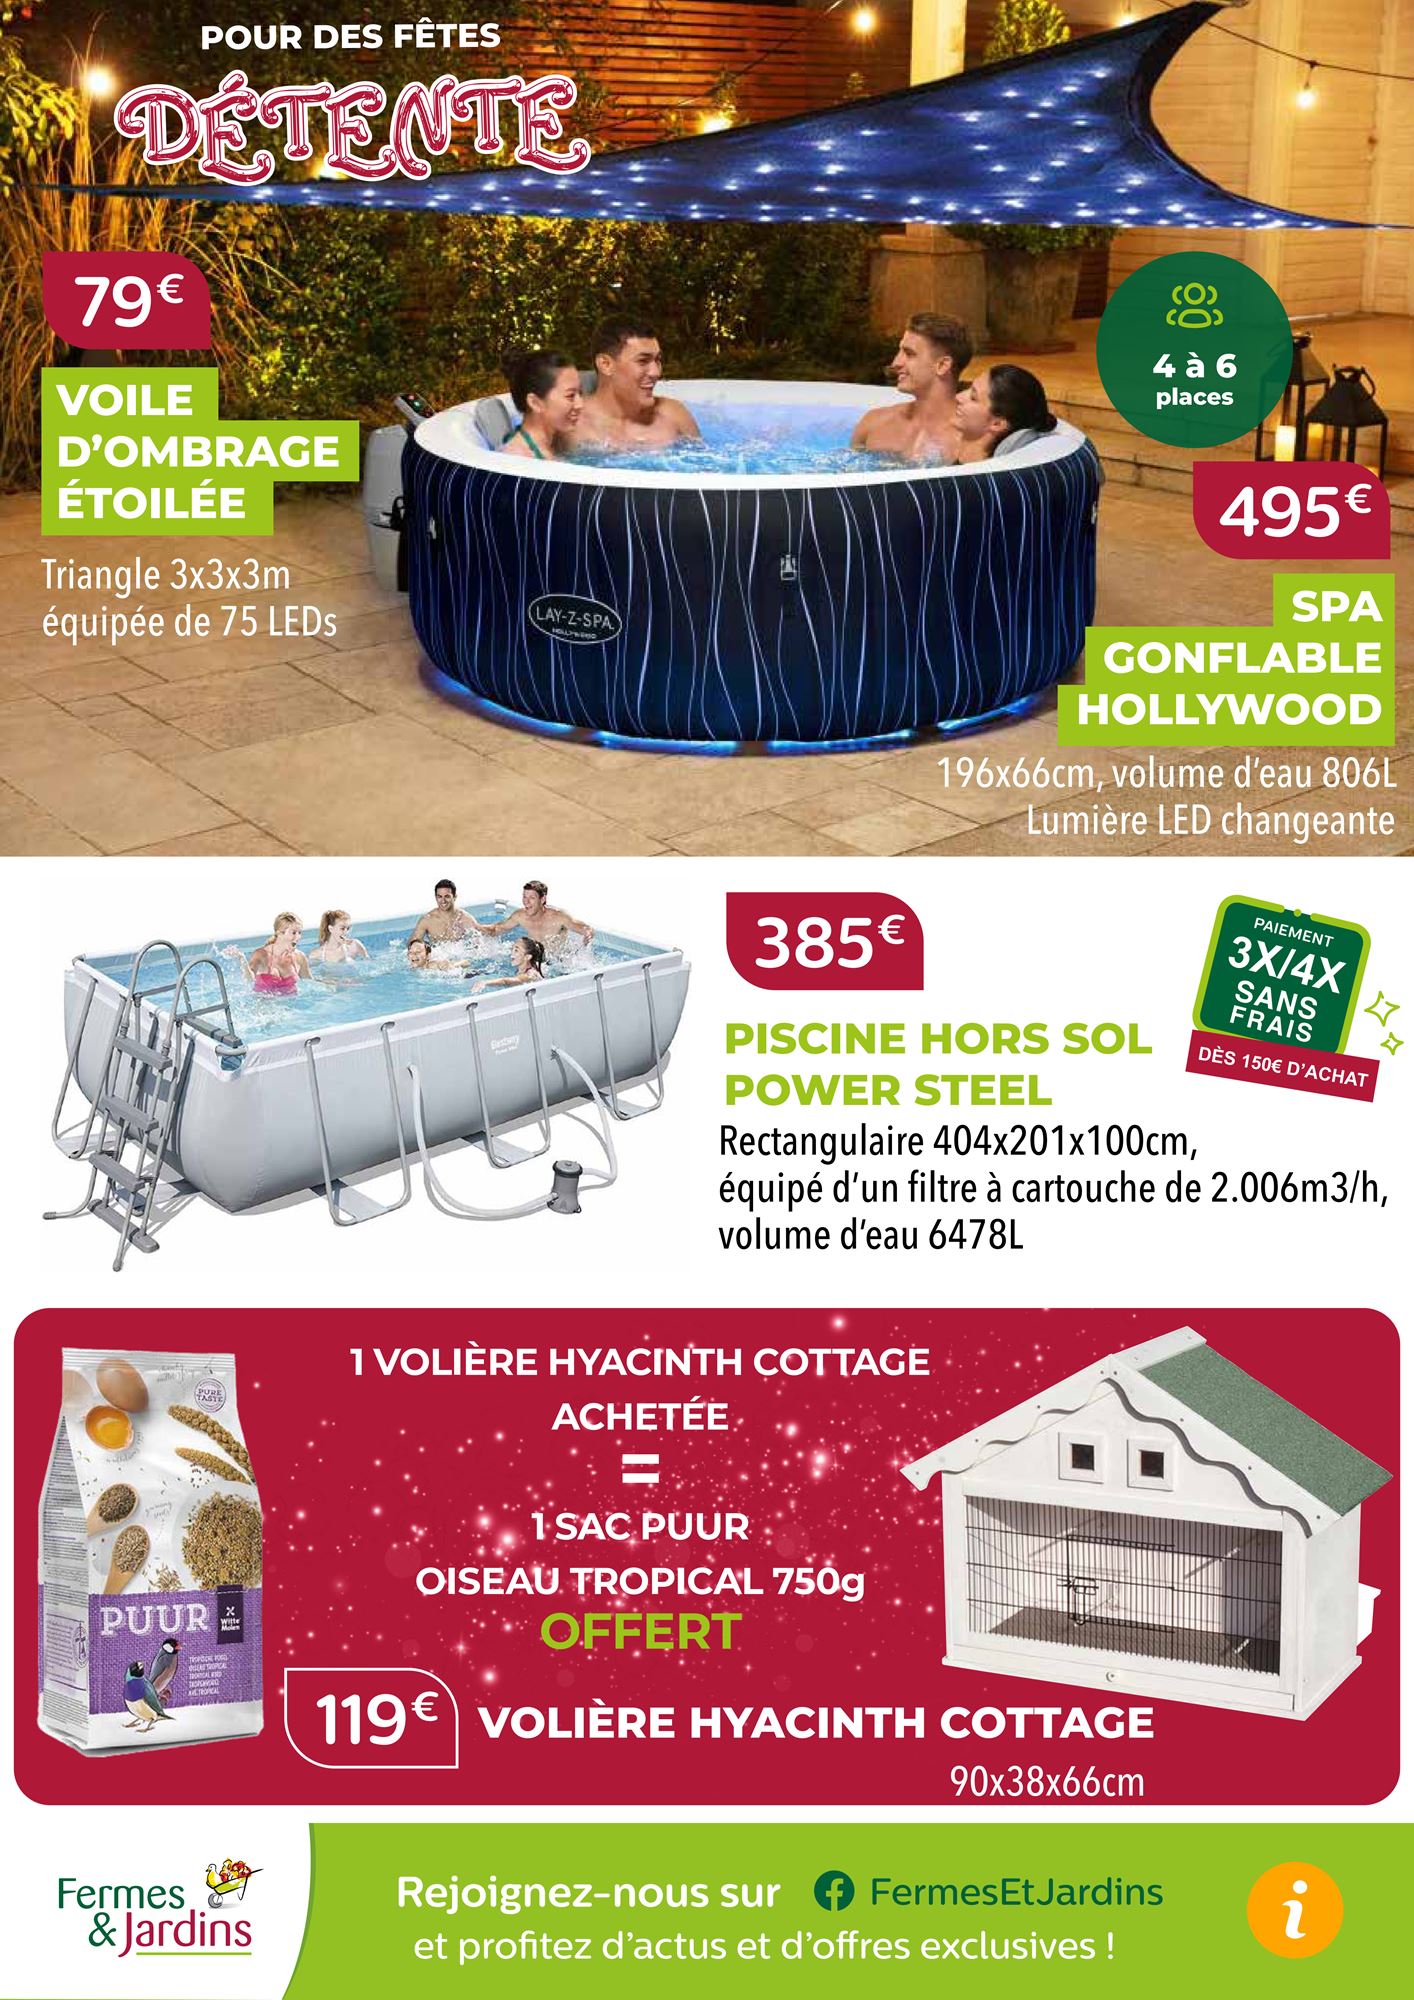 POUR DES FÊTES
DÉTENTE
79€
VOILE
D'OMBRAGE
ÉTOILÉE
Triangle 3x3x3m
équipée de 75 LEDs
4 à 6
places
495€
SPA
GONFLABLE
HOLLYWOOD
196x66cm, volume d'eau 806L
Lumière LED changeante
LAY-Z-SPA
HOLLYWOOD
385€
PISCINE HORS SOL
POWER STEEL
Rectangulaire 404x201x100cm,
équipé d'un filtre à cartouche de 2.006m3/h,
volume d'eau 6478L
PAIEMENT
3X/4X
SANS
FRAIS
DÈS 150€ D'ACHAT
Bestway
1 VOLIÈRE HYACINTH COTTAGE
ACHETÉE
=
1 SAC PUUR
OISEAU TROPICAL 750g
OFFERT
PURE
TASTE
PUUR
Witte
Molen
119€
VOLIÈRE HYACINTH COTTAGE
90x38x66cm
Fermes
&Jardins
Rejoignez-nous sur FermesEtJardins
et profitez d'actus et d'offres exclusives !
i